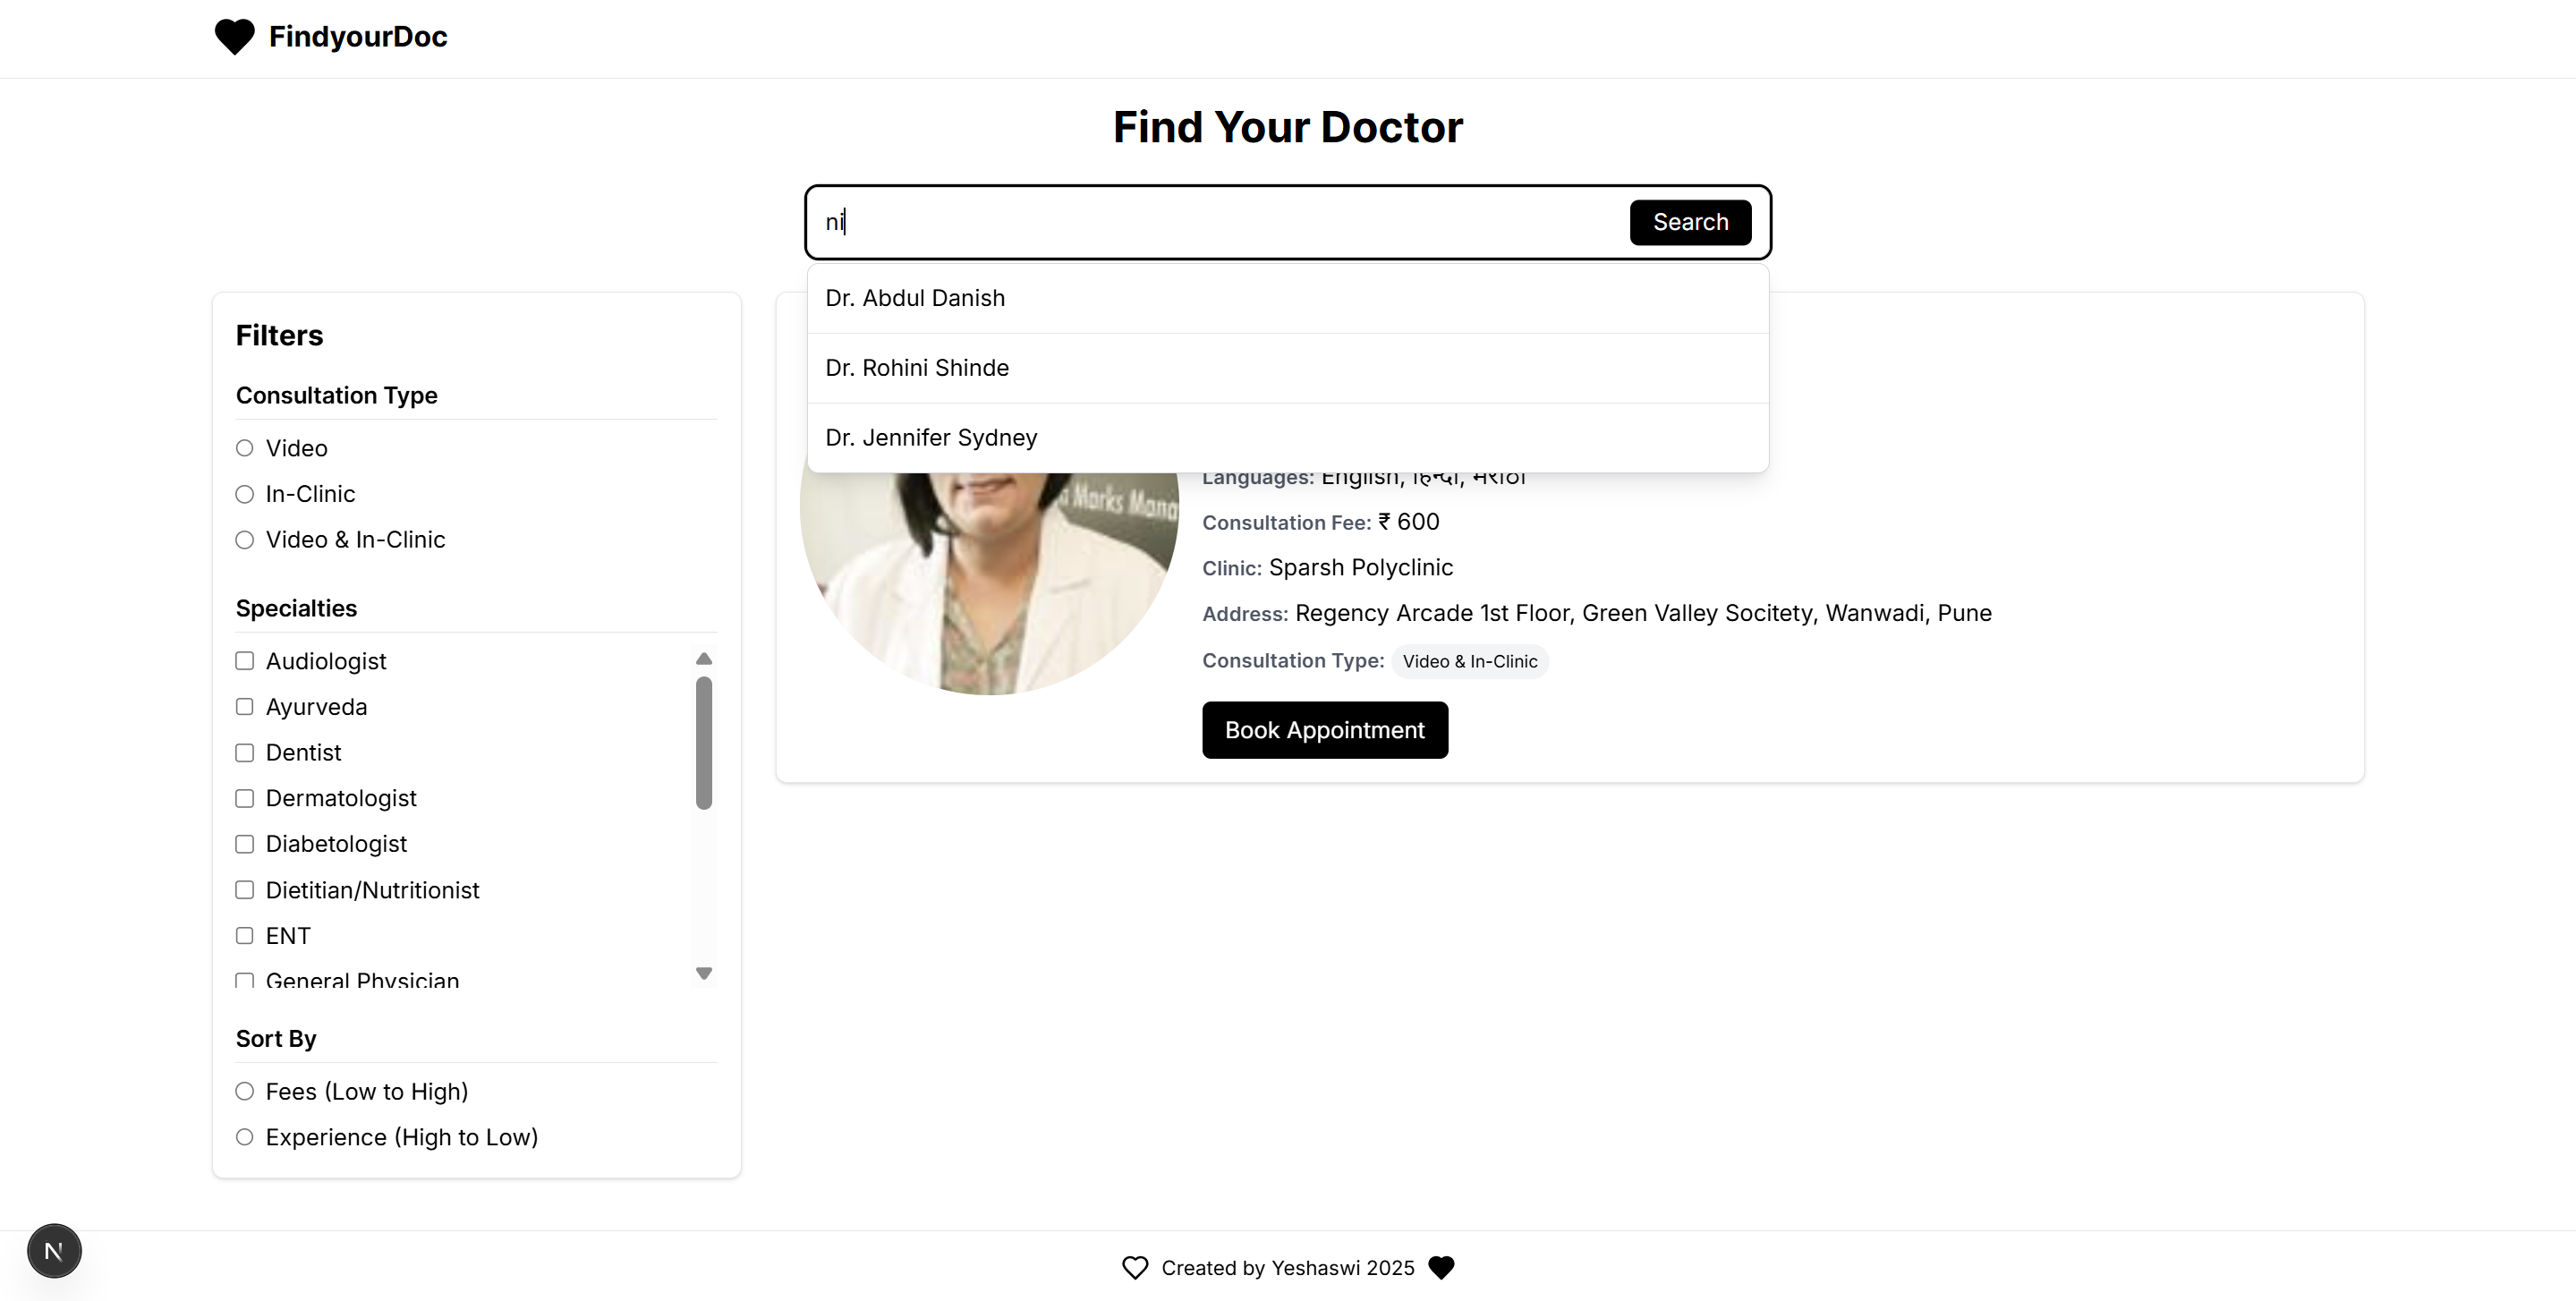 FindyourDoc
Find Your Doctor
ni
Search
Dr. Abdul Danish
Dr. Rohini Shinde
Dr. Jennifer Sydney
Filters
Consultation Type
Video
In-Clinic
Video & In-Clinic
Specialties
Audiologist
Ayurveda
Dentist
Dermatologist
Diabetologist
Dietitian/Nutritionist
ENT
General Physician
Sort By
Fees (Low to High)
Experience (High to Low)
Marks Mana
Languages: English, हिन्दी, मराठी
Consultation Fee: ₹ 600
Clinic: Sparsh Polyclinic
Address: Regency Arcade 1st Floor, Green Valley Socitety, Wanwadi, Pune
Consultation Type: Video & In-Clinic
Book Appointment
N
Created by Yeshaswi 2025